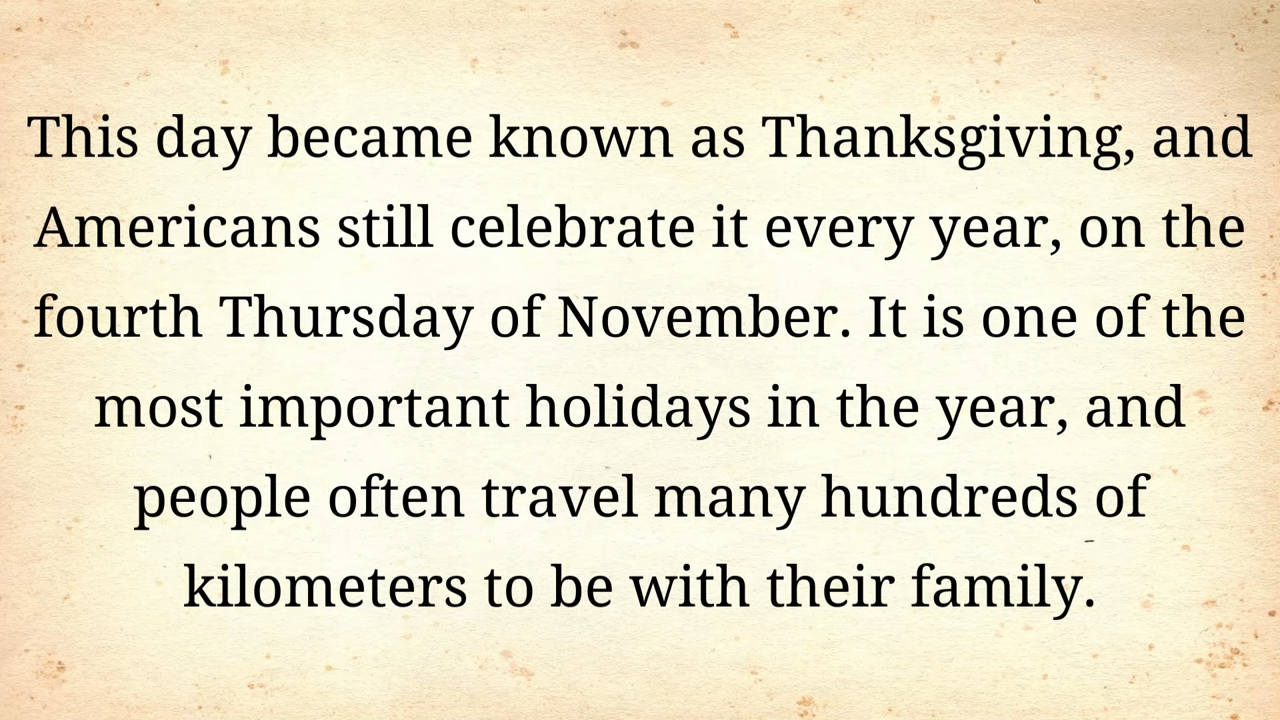 This day became known as Thanksgiving, and
Americans still celebrate it every year, on the
fourth Thursday of November. It is one of the
most important holidays in the year, and
people often travel many hundreds of
kilometers to be with their family.